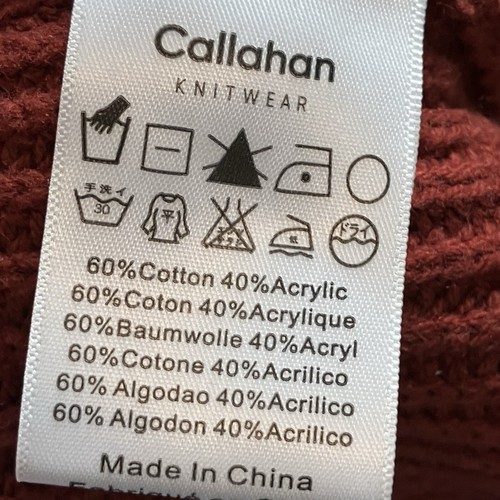 Callahan
KNITWEAR
手洗イ
30
平
ドライ
60%Cotton 40%Acrylic
60%Coton 40%Acrylique
60%Baumwolle 40%Acryl
60%Cotone 40%Acrilico
60% Algodao 40%Acrilico
60% Algodon 40%Acrilico
Made In China